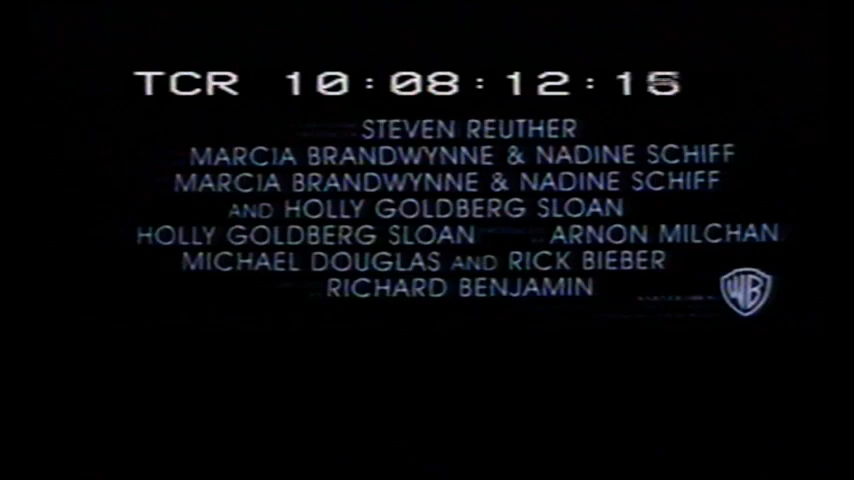 TCR 10:08:12:15
STEVEN REUTHER
MARCIA BRANDWYNNE & NADINE SCHIFF
MARCIA BRANDWYNNE & NADINE SCHIFF
AND HOLLY GOLDBERG SLOAN
HOLLY GOLDBERG SLOAN ARNON MILCHAN
MICHAEL DOUGLAS AND RICK BIEBER
RICHARD BENJAMIN
WB